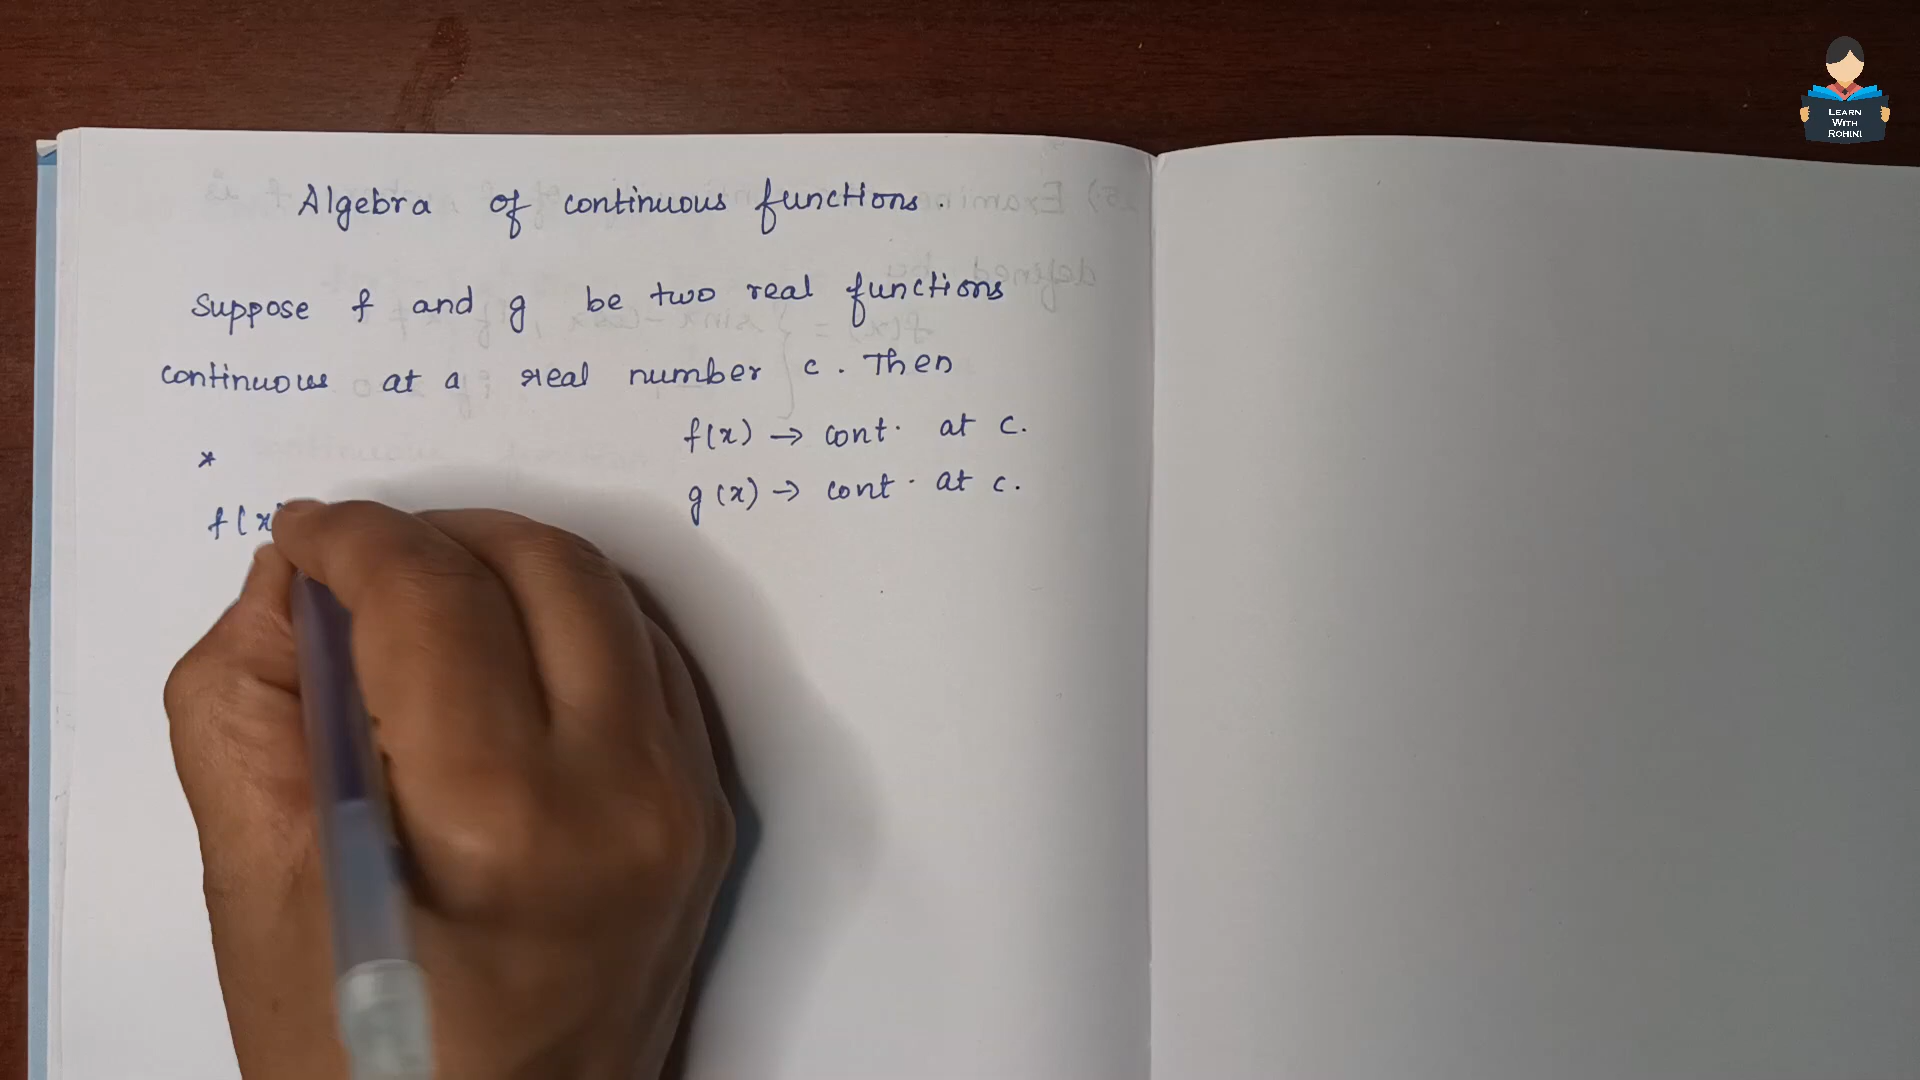 Algebra of continuous functions.
Suppose f and g be two real functions
continuous at a real number c. Then
f(x) → cont. at c.
*
g(x) → cont. at c.
f(x)
LEARN
WITH
ROHINI